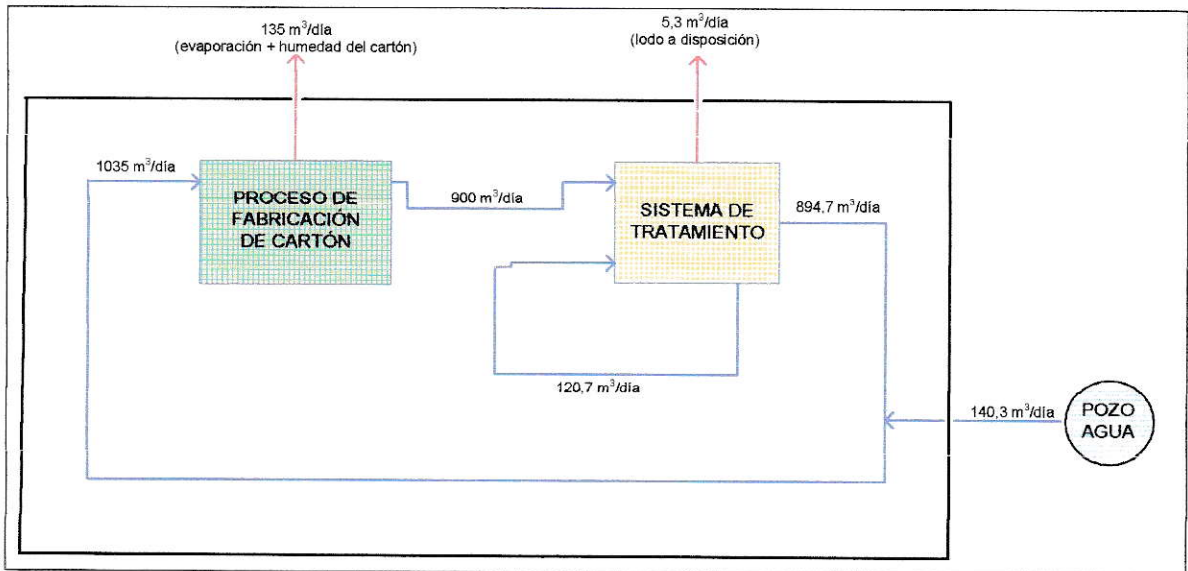 135 m³/día
(evaporación + humedad del cartón)
5,3 m³/día
(lodo a disposición)
1035 m³/día
PROCESO DE
FABRICACIÓN
DE CARTÓN
900 m³/día
SISTEMA DE
TRATAMIENTO
894,7 m³/día
120,7 m³/día
140,3 m³/día
POZO
AGUA